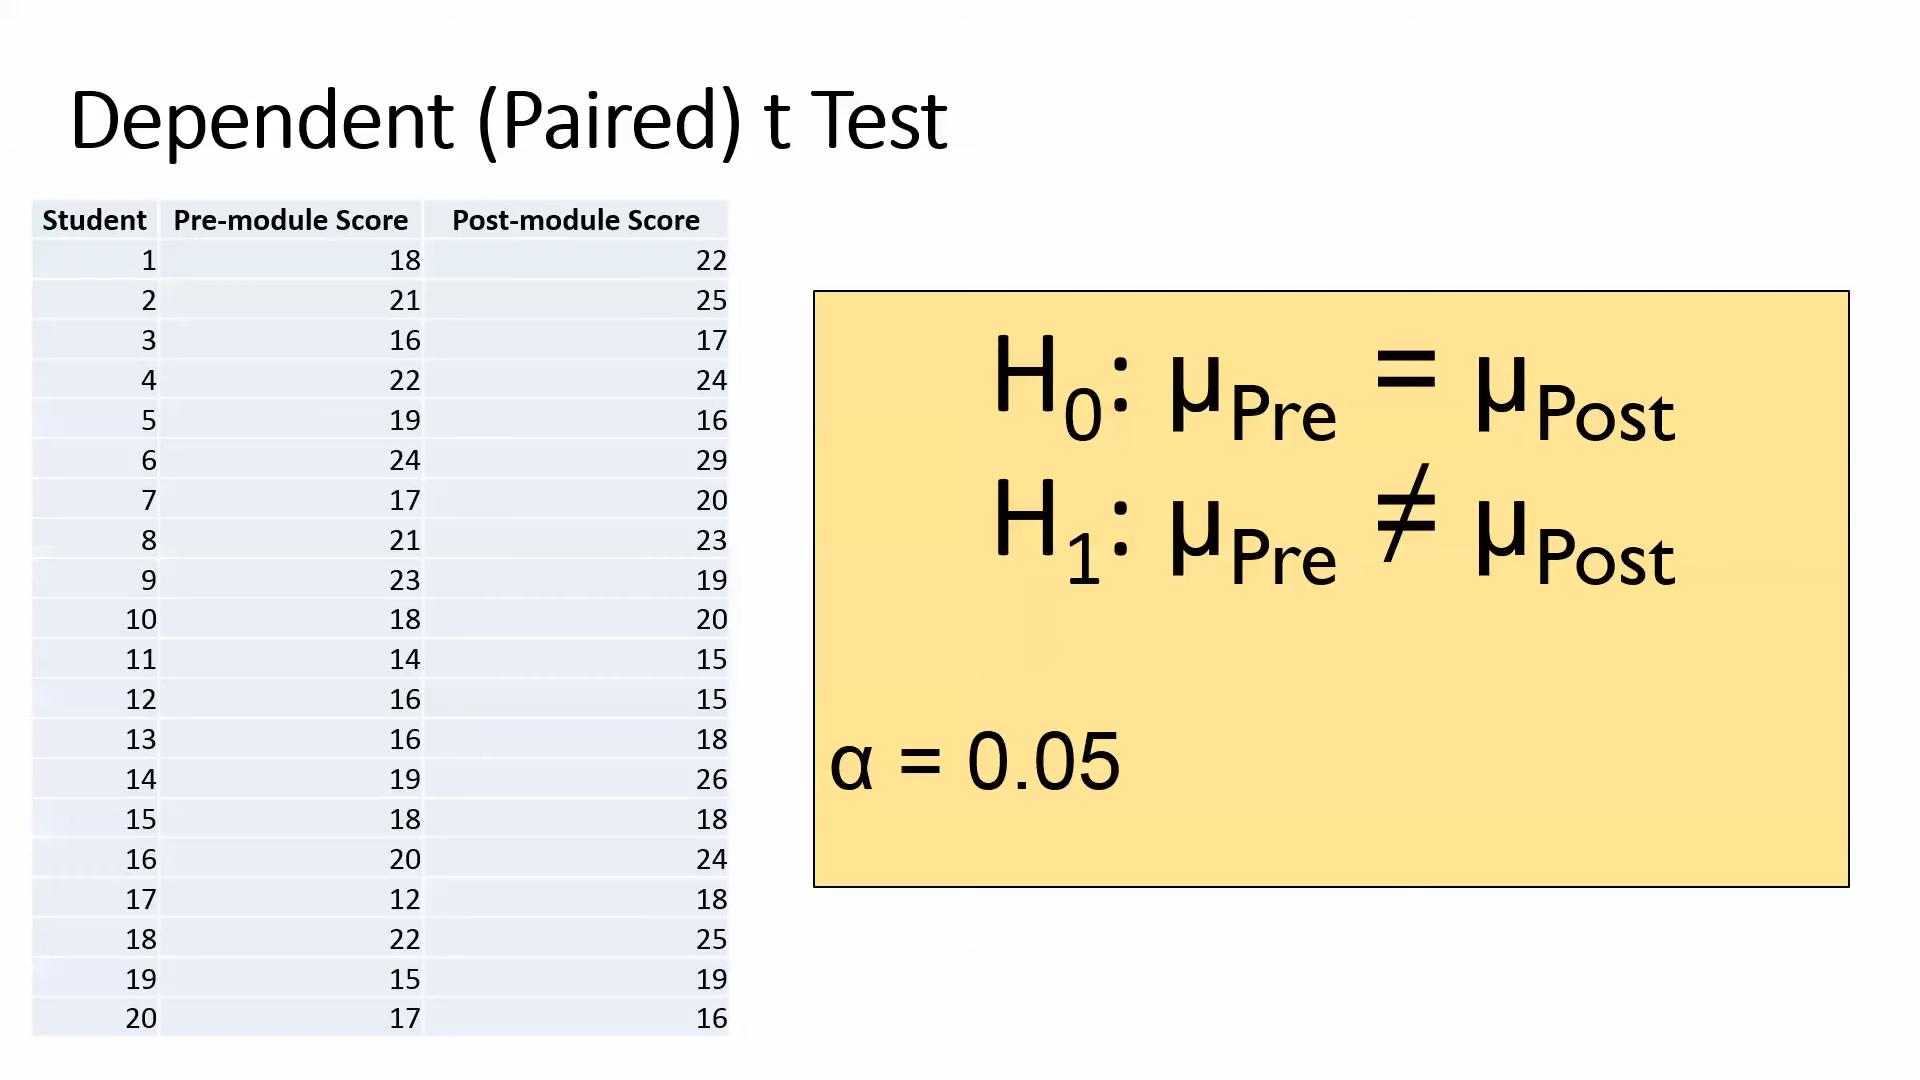 Dependent (Paired) t Test
Student Pre-module Score Post-module Score
1 18 22
2 21 25
3 16 17
4 22 24
5 19 16
6 24 29
7 17 20
8 21 23
9 23 19
10 18 20
11 14 15
12 16 15
13 16 18
14 19 26
15 18 18
16 20 24
17 12 18
18 22 25
19 15 19
20 17 16
H₀: μPre = μPost
H₁: μPre ≠ μPost
α = 0.05